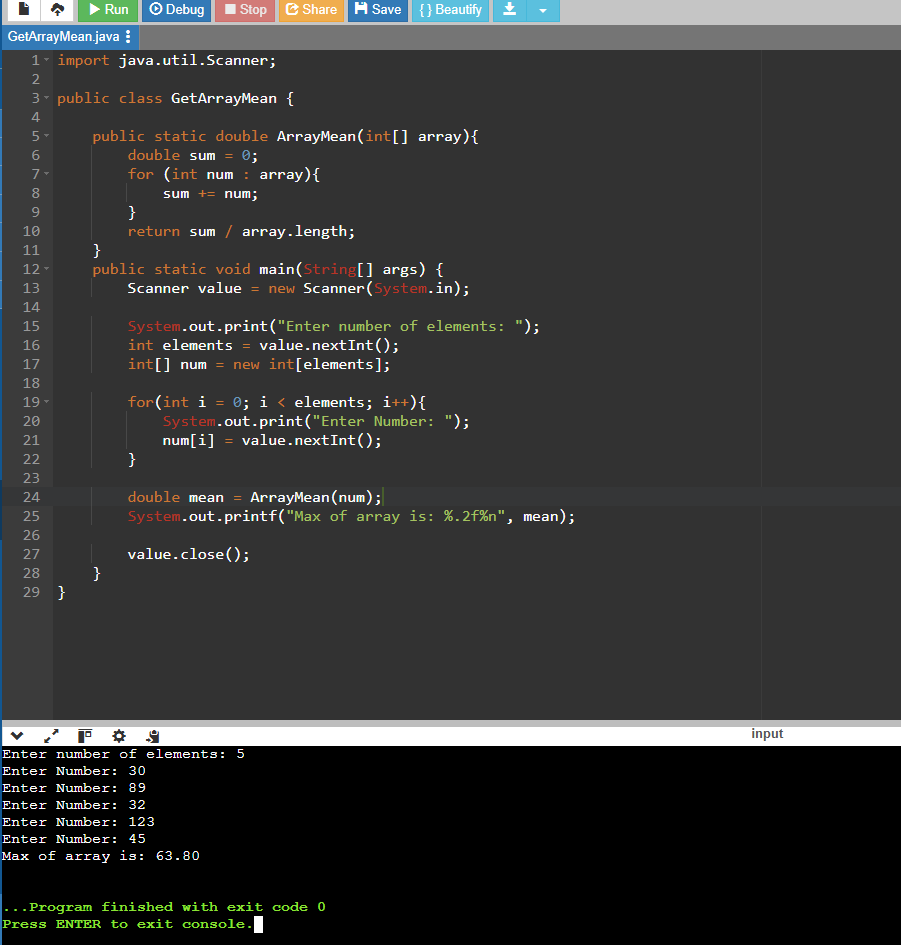 Run Debug Stop Share Save { } Beautify
GetArrayMean.java
1 import java.util.Scanner;
2
3 public class GetArrayMean {
4
5 public static double ArrayMean(int[] array){
6 double sum = 0;
7 for (int num : array){
8 sum += num;
9 }
10 return sum / array.length;
11 }
12 public static void main(String[] args) {
13 Scanner value = new Scanner(System.in);
14
15 System.out.print("Enter number of elements: ");
16 int elements = value.nextInt();
17 int[] num = new int[elements];
18
19 for(int i = 0; i < elements; i++){
20 System.out.print("Enter Number: ");
21 num[i] = value.nextInt();
22 }
23
24 double mean = ArrayMean(num);
25 System.out.printf("Max of array is: %.2f%n", mean);
26
27 value.close();
28 }
29 }
input
Enter number of elements: 5
Enter Number: 30
Enter Number: 89
Enter Number: 32
Enter Number: 123
Enter Number: 45
Max of array is: 63.80
...Program finished with exit code 0
Press ENTER to exit console.